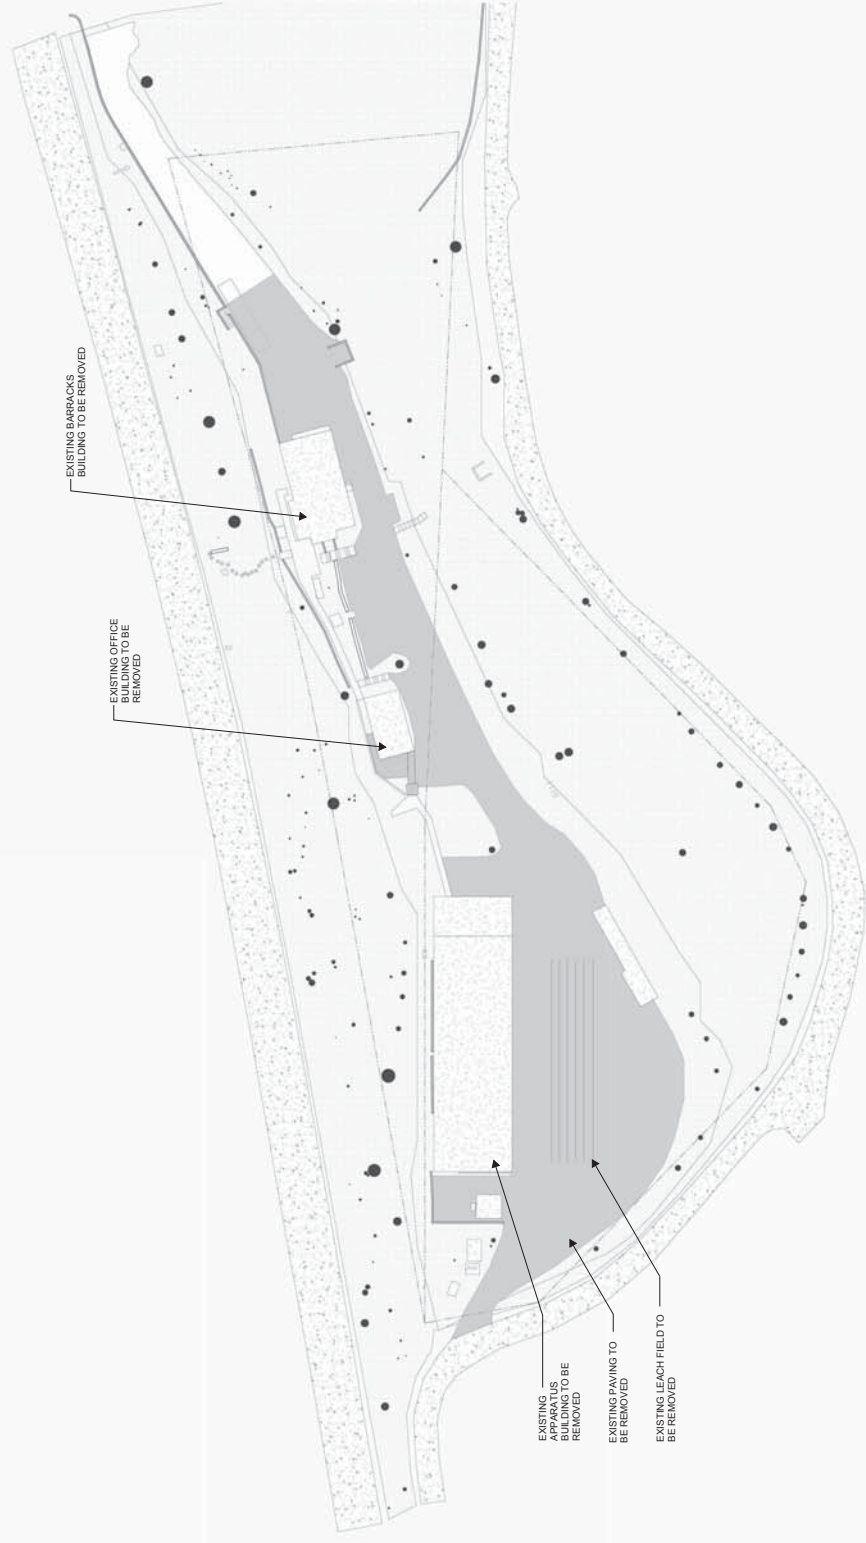 EXISTING BARRACKS
BUILDING TO BE REMOVED
EXISTING OFFICE
BUILDING TO BE
REMOVED
EXISTING
APPARATUS
BUILDING TO BE
REMOVED
EXISTING PAVING TO
BE REMOVED
EXISTING LEACH FIELD TO
BE REMOVED